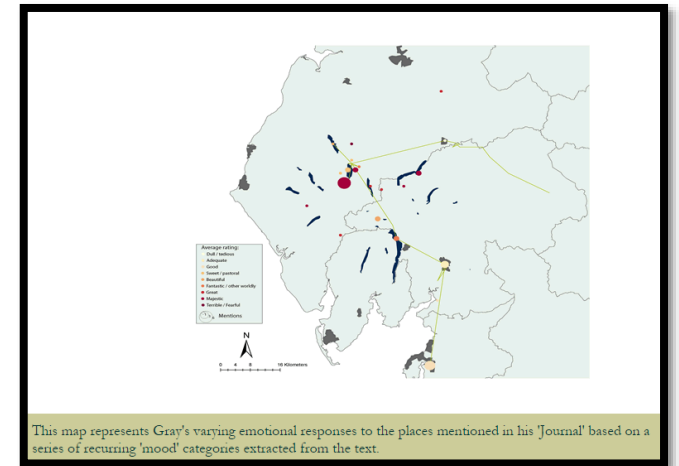 Average rating:
Dull / tedious
Adequate
Good
Sweet / pastoral
Beautiful
Fantastic / other worldly
Great
Majestic
Terrible / Fearful
Mentions
N
0 4 8 16 Kilometers
This map represents Gray's varying emotional responses to the places mentioned in his 'Journal' based on a
series of recurring 'mood' categories extracted from the text.